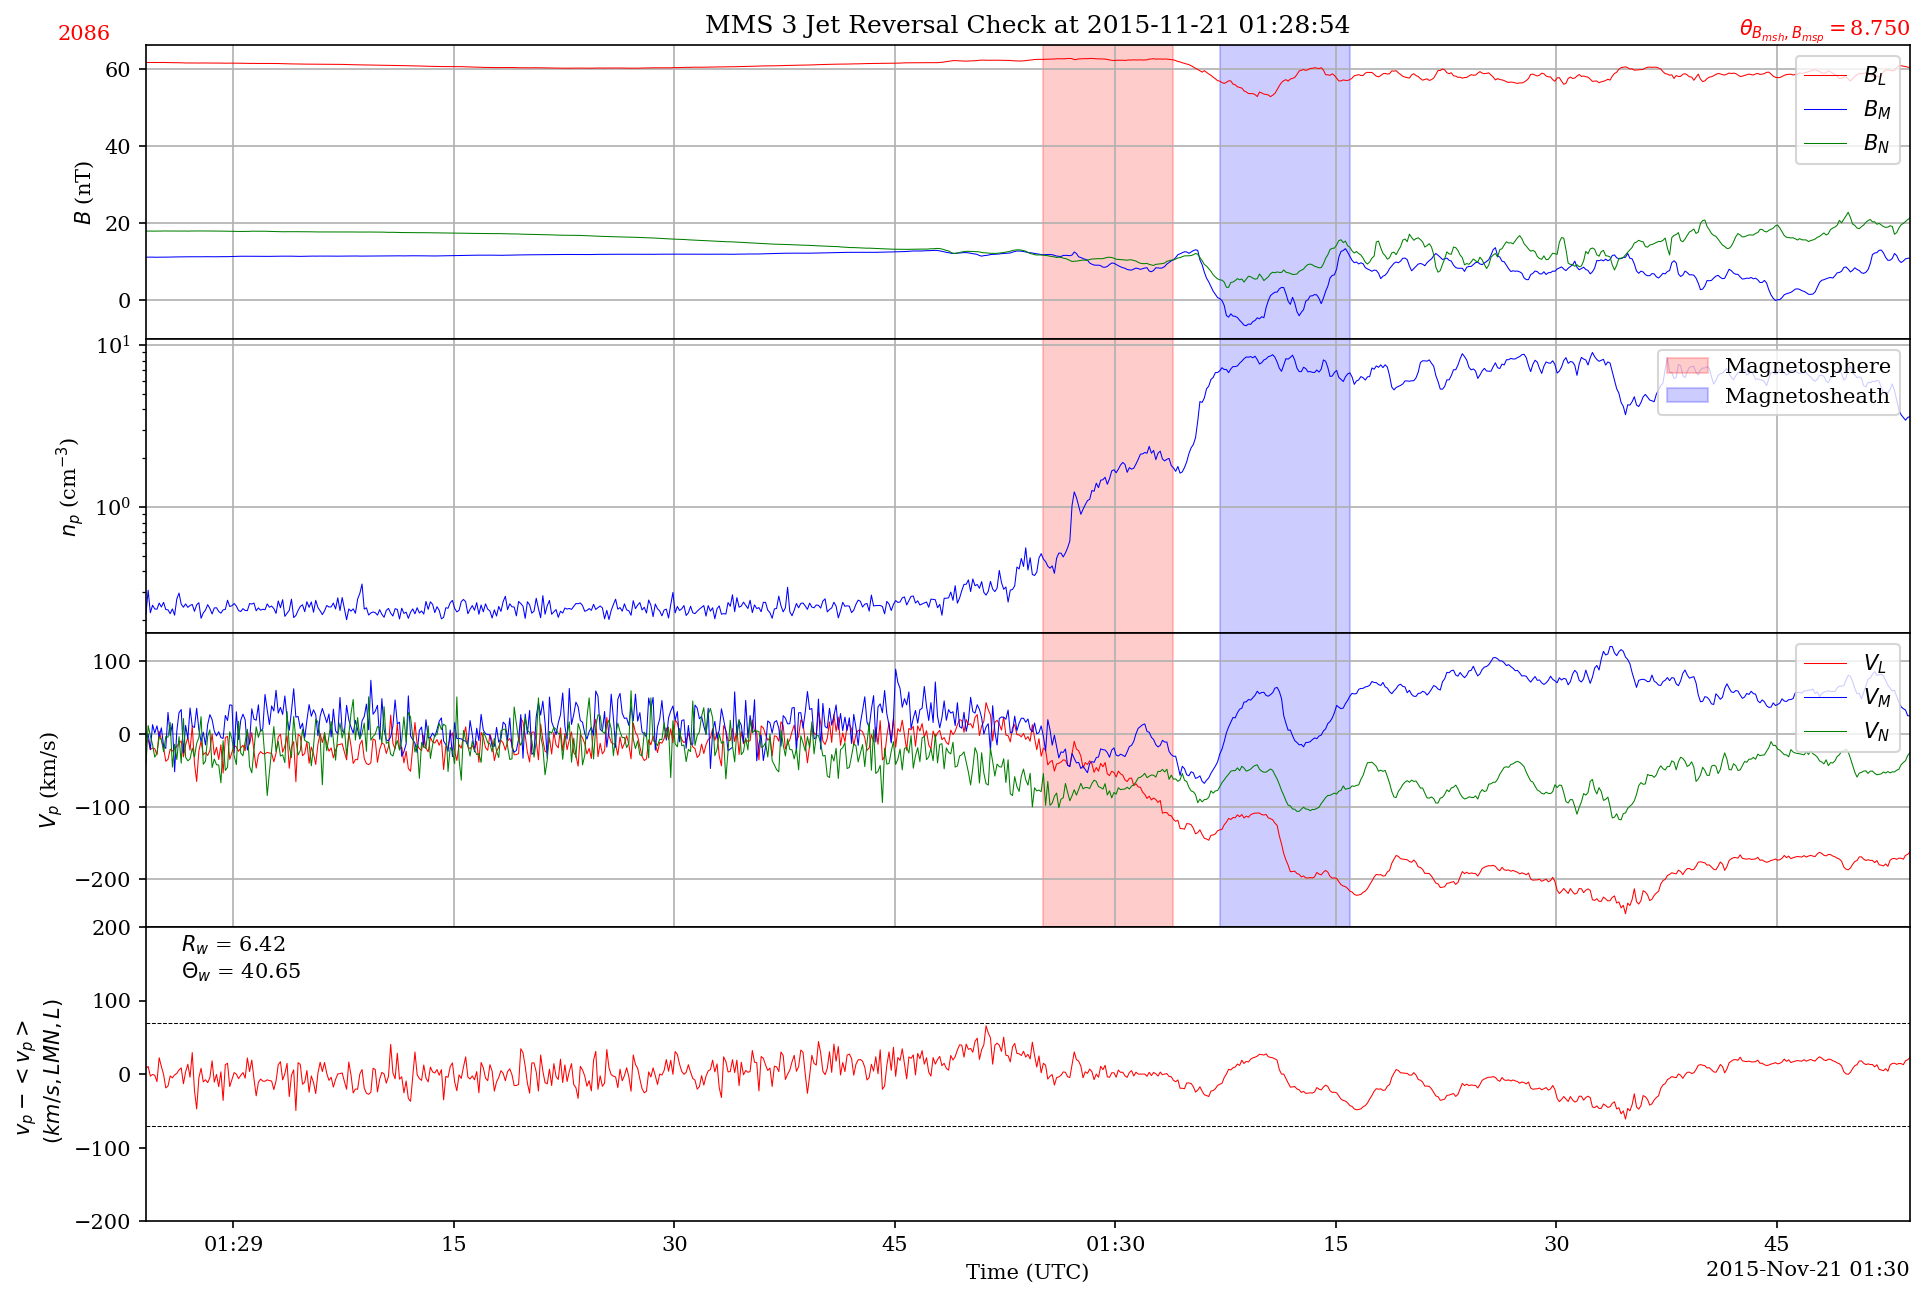 2086
MMS 3 Jet Reversal Check at 2015-11-21 01:28:54
θ_{B_{msh}, B_{msp}} = 8.750
60
40
20
0
B (nT)
B_L
B_M
B_N
10^1
10^0
n_p (cm^{−3})
Magnetosphere
Magnetosheath
100
0
−100
−200
V_p (km/s)
V_L
V_M
V_N
200
100
0
−100
−200
v_p − < v_p >
(km/s, LMN, L)
R_w = 6.42
Θ_w = 40.65
01:29 15 30 45 01:30 15 30 45
Time (UTC)
2015-Nov-21 01:30